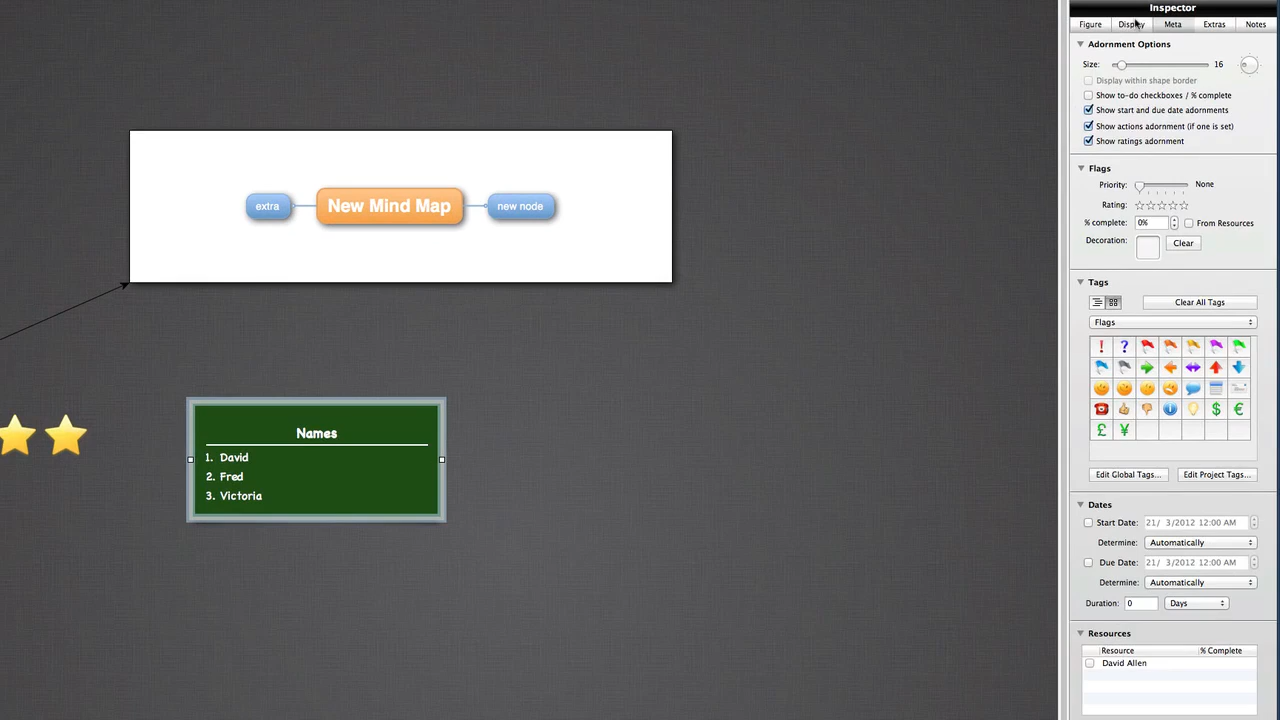 Inspector
Figure Display Meta Extras Notes
Adornment Options
Size: 16
Display within shape border
Show to-do checkboxes / % complete
Show start and due date adornments
Show actions adornment (if one is set)
Show ratings adornment
Flags
Priority: None
Rating:
% complete: 0% From Resources
Decoration: Clear
Tags
Clear All Tags
Flags
Edit Global Tags... Edit Project Tags...
Dates
Start Date: 21/ 3/2012 12:00 AM
Determine: Automatically
Due Date: 21/ 3/2012 12:00 AM
Determine: Automatically
Duration: 0 Days
Resources
Resource % Complete
David Allen
extra New Mind Map new node
Names
1. David
2. Fred
3. Victoria